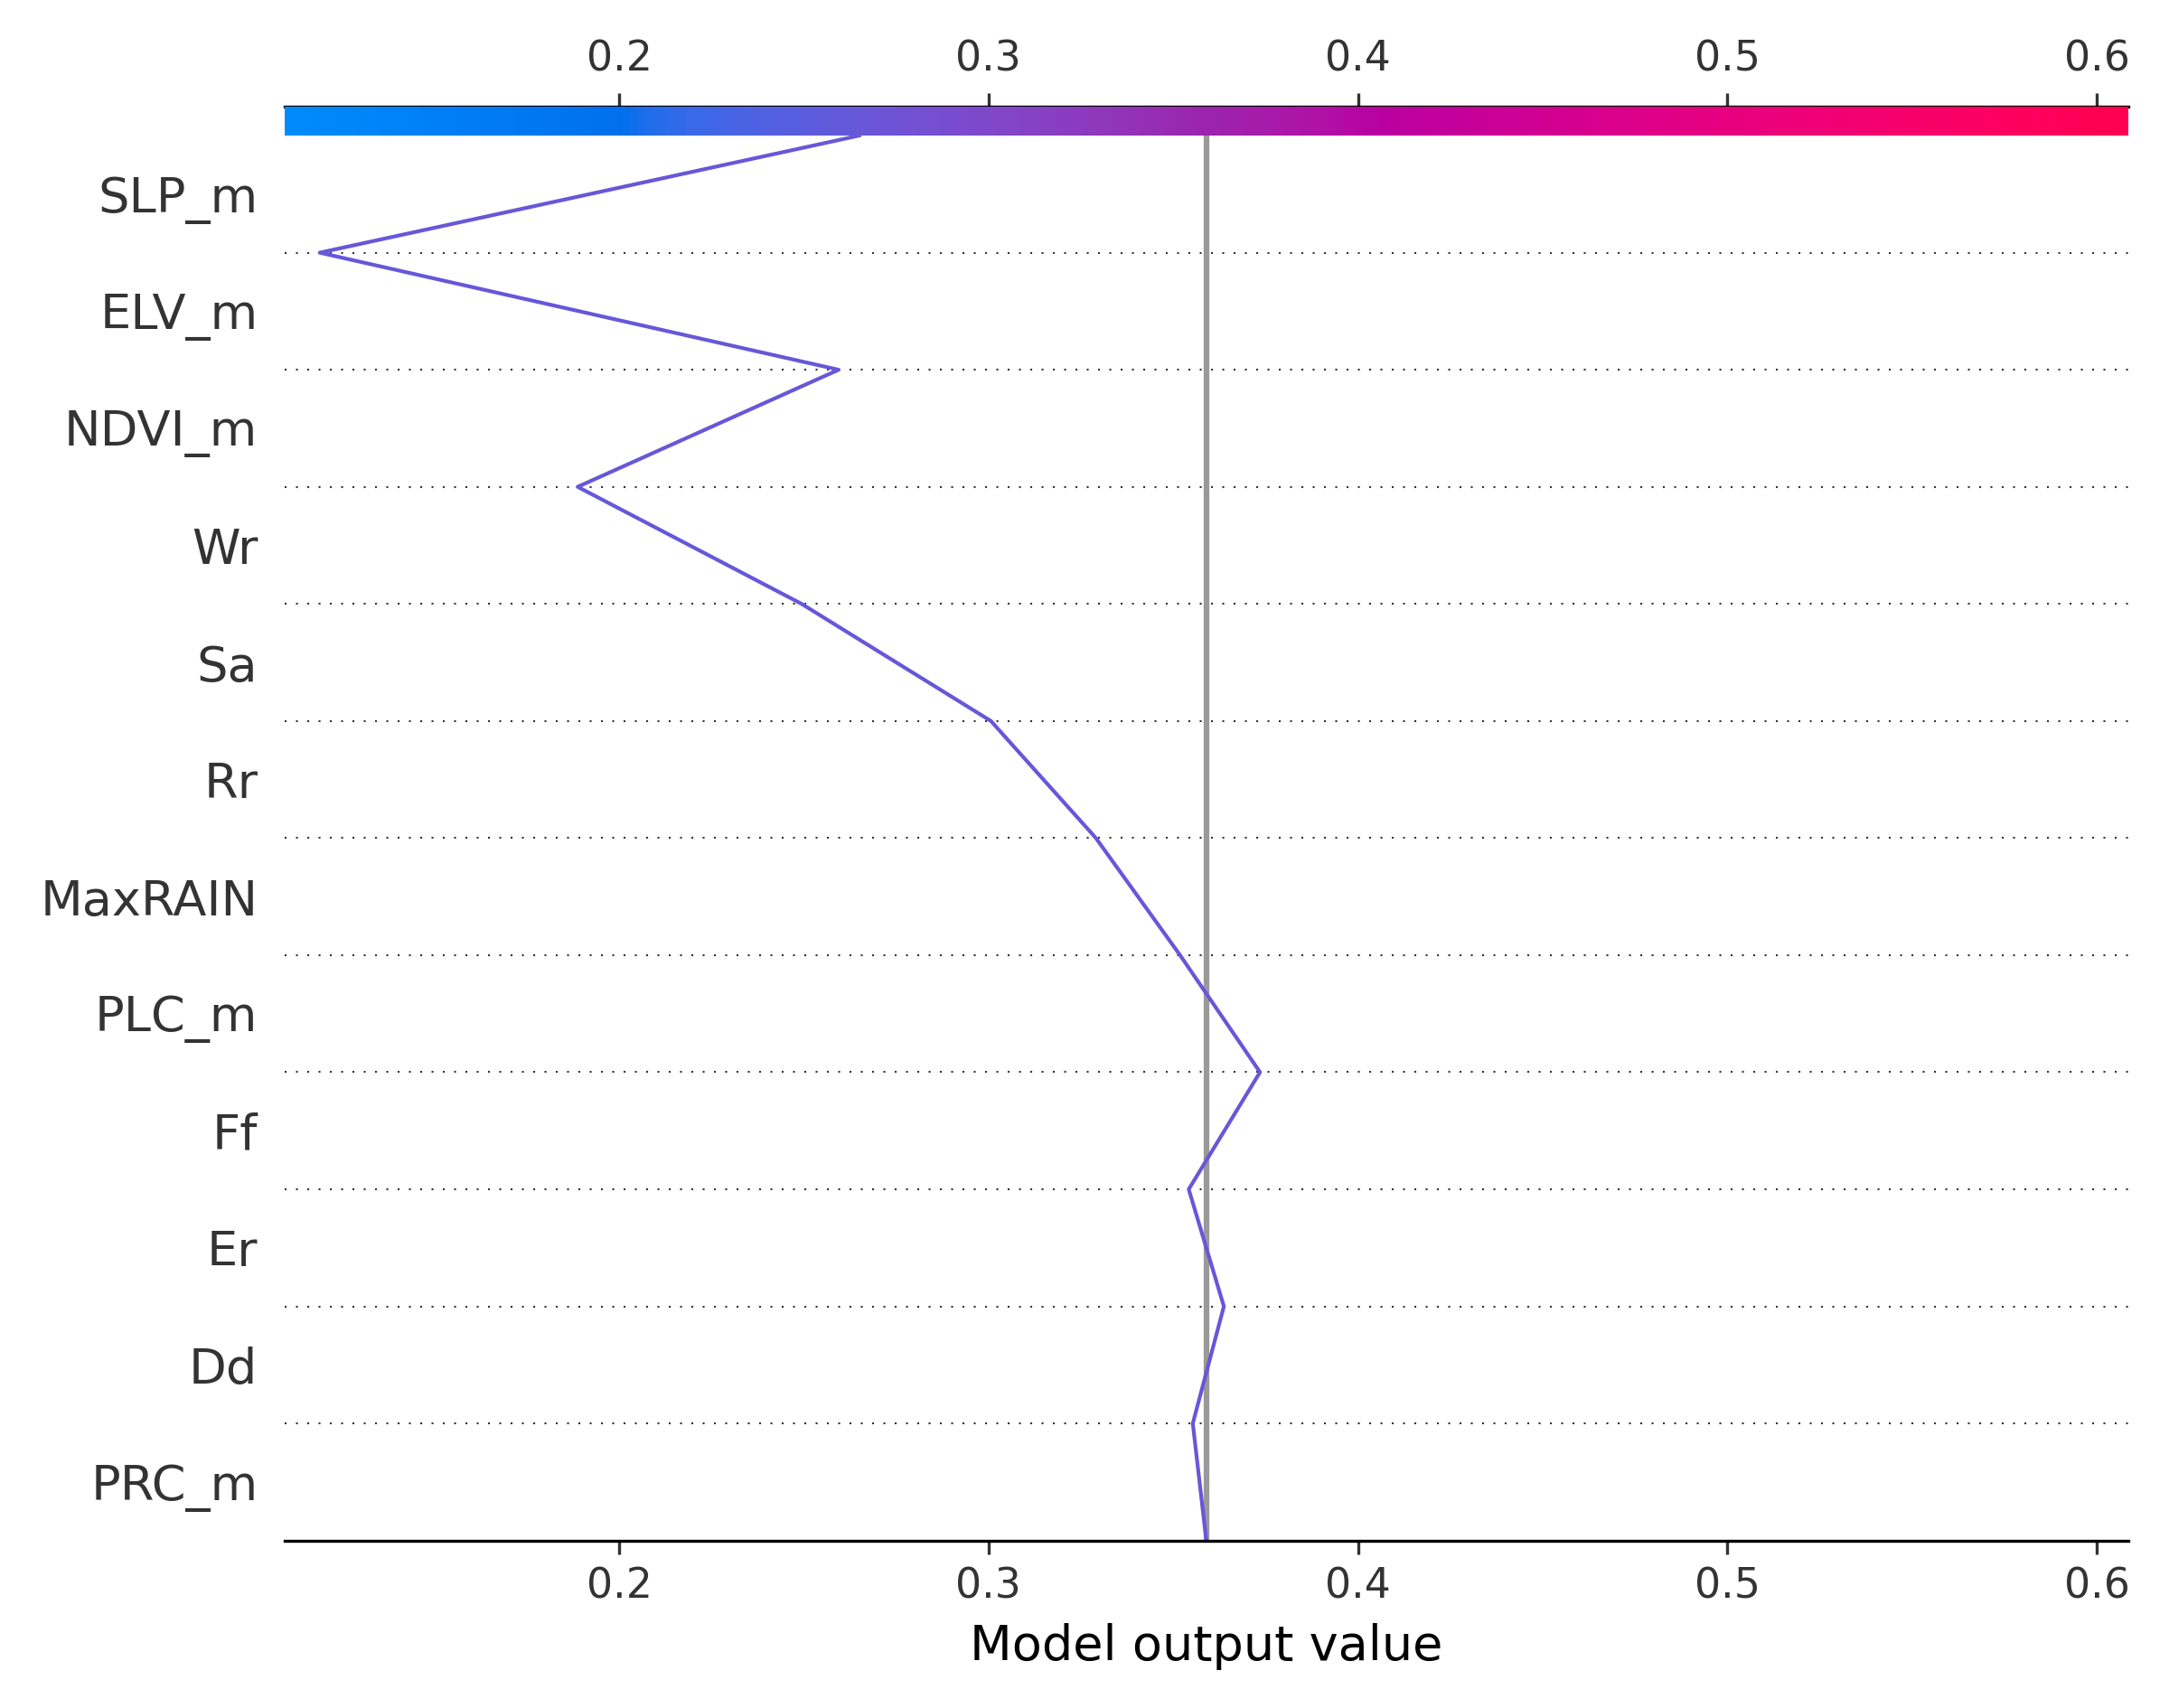 0.2 0.3 0.4 0.5 0.6
SLP_m
ELV_m
NDVI_m
Wr
Sa
Rr
MaxRAIN
PLC_m
Ff
Er
Dd
PRC_m
0.2 0.3 0.4 0.5 0.6
Model output value